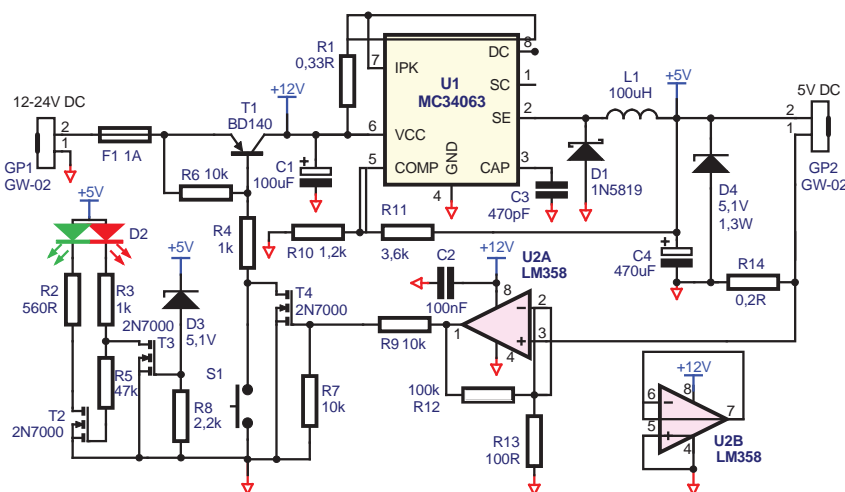 R1
0,33R
7
IPK
DC
8
U1
MC34063
SC
1
SE
2
6
VCC
5
COMP
GND
4
CAP
3
+12V
T1
BD140
12-24V DC
2
1
GP1
GW-02
F1 1A
R6 10k
C1
100uF
+
L1
100uH
+5V
5V DC
2
1
GP2
GW-02
D1
1N5819
D4
5,1V
1,3W
C3
470pF
+5V
D2
R4
1k
R10 1,2k
R11
3,6k
+
C4
470uF
R14
0,2R
R2
560R
R3
1k
+5V
D3
5,1V
2N7000
T3
T4
2N7000
C2
100nF
+12V
U2A
LM358
8
2
3
1
4
-
+
R9 10k
100k
R12
R5
47k
S1
R7
10k
R8
2,2k
T2
2N7000
R13
100R
+12V
6
5
8
7
4
-
+
U2B
LM358